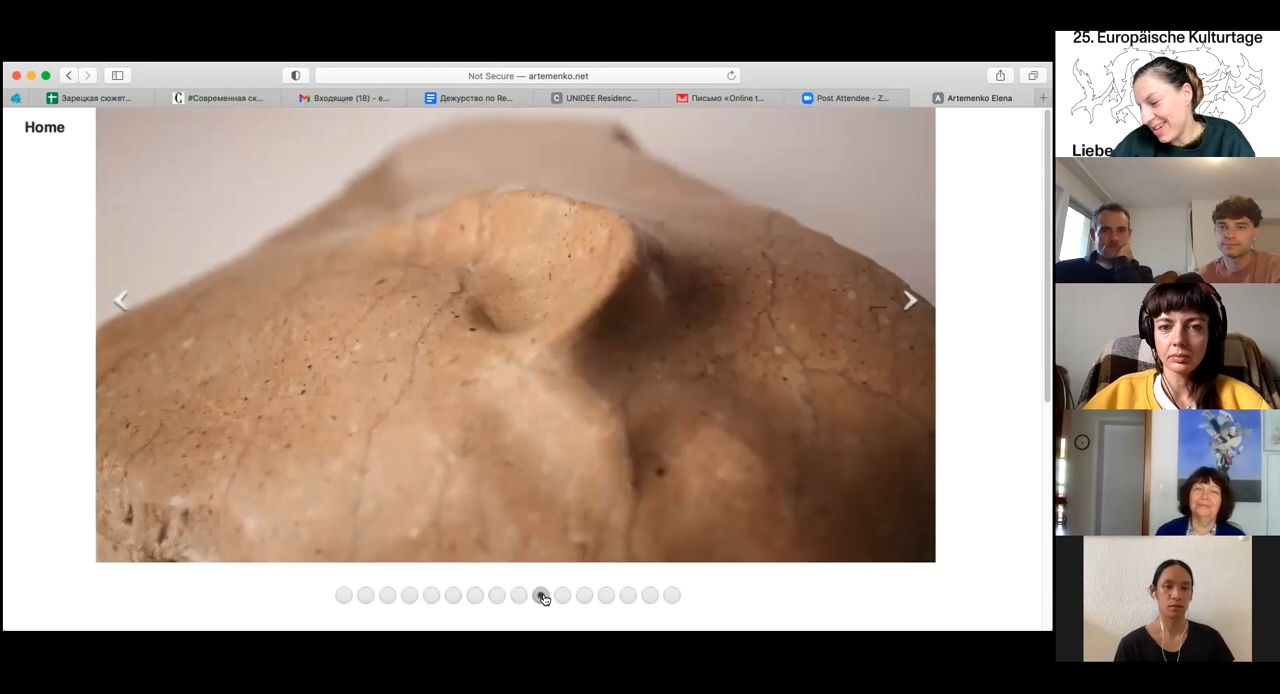 25. Europäische Kulturtage
Not Secure — artemenko.net
Зарецкая сюжет...
#Современная ск...
Входящие (18) - e...
Дежурство по Re...
UNIDEE Residenc...
Письмо «Online t...
Post Attendee - Z...
Artemenko Elena
Home
Liebe